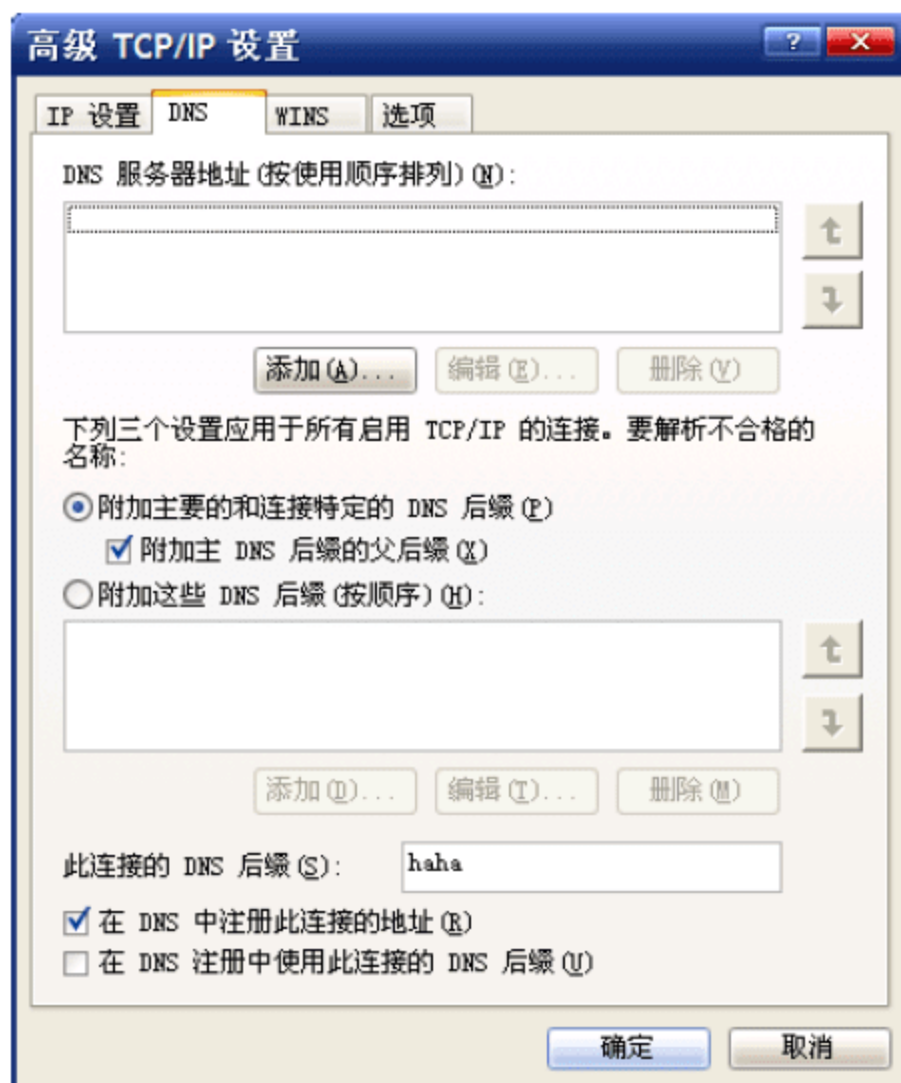 高级 TCP/IP 设置
IP 设置 DNS WINS 选项
DNS 服务器地址(按使用顺序排列)(N):
添加(A)... 编辑(E)... 删除(V)
下列三个设置应用于所有启用 TCP/IP 的连接。要解析不合格的
名称:
附加主要的和连接特定的 DNS 后缀(P)
附加主 DNS 后缀的父后缀(X)
附加这些 DNS 后缀(按顺序)(H):
添加(D)... 编辑(T)... 删除(M)
此连接的 DNS 后缀(S): haha
在 DNS 中注册此连接的地址(R)
在 DNS 注册中使用此连接的 DNS 后缀(U)
确定 取消